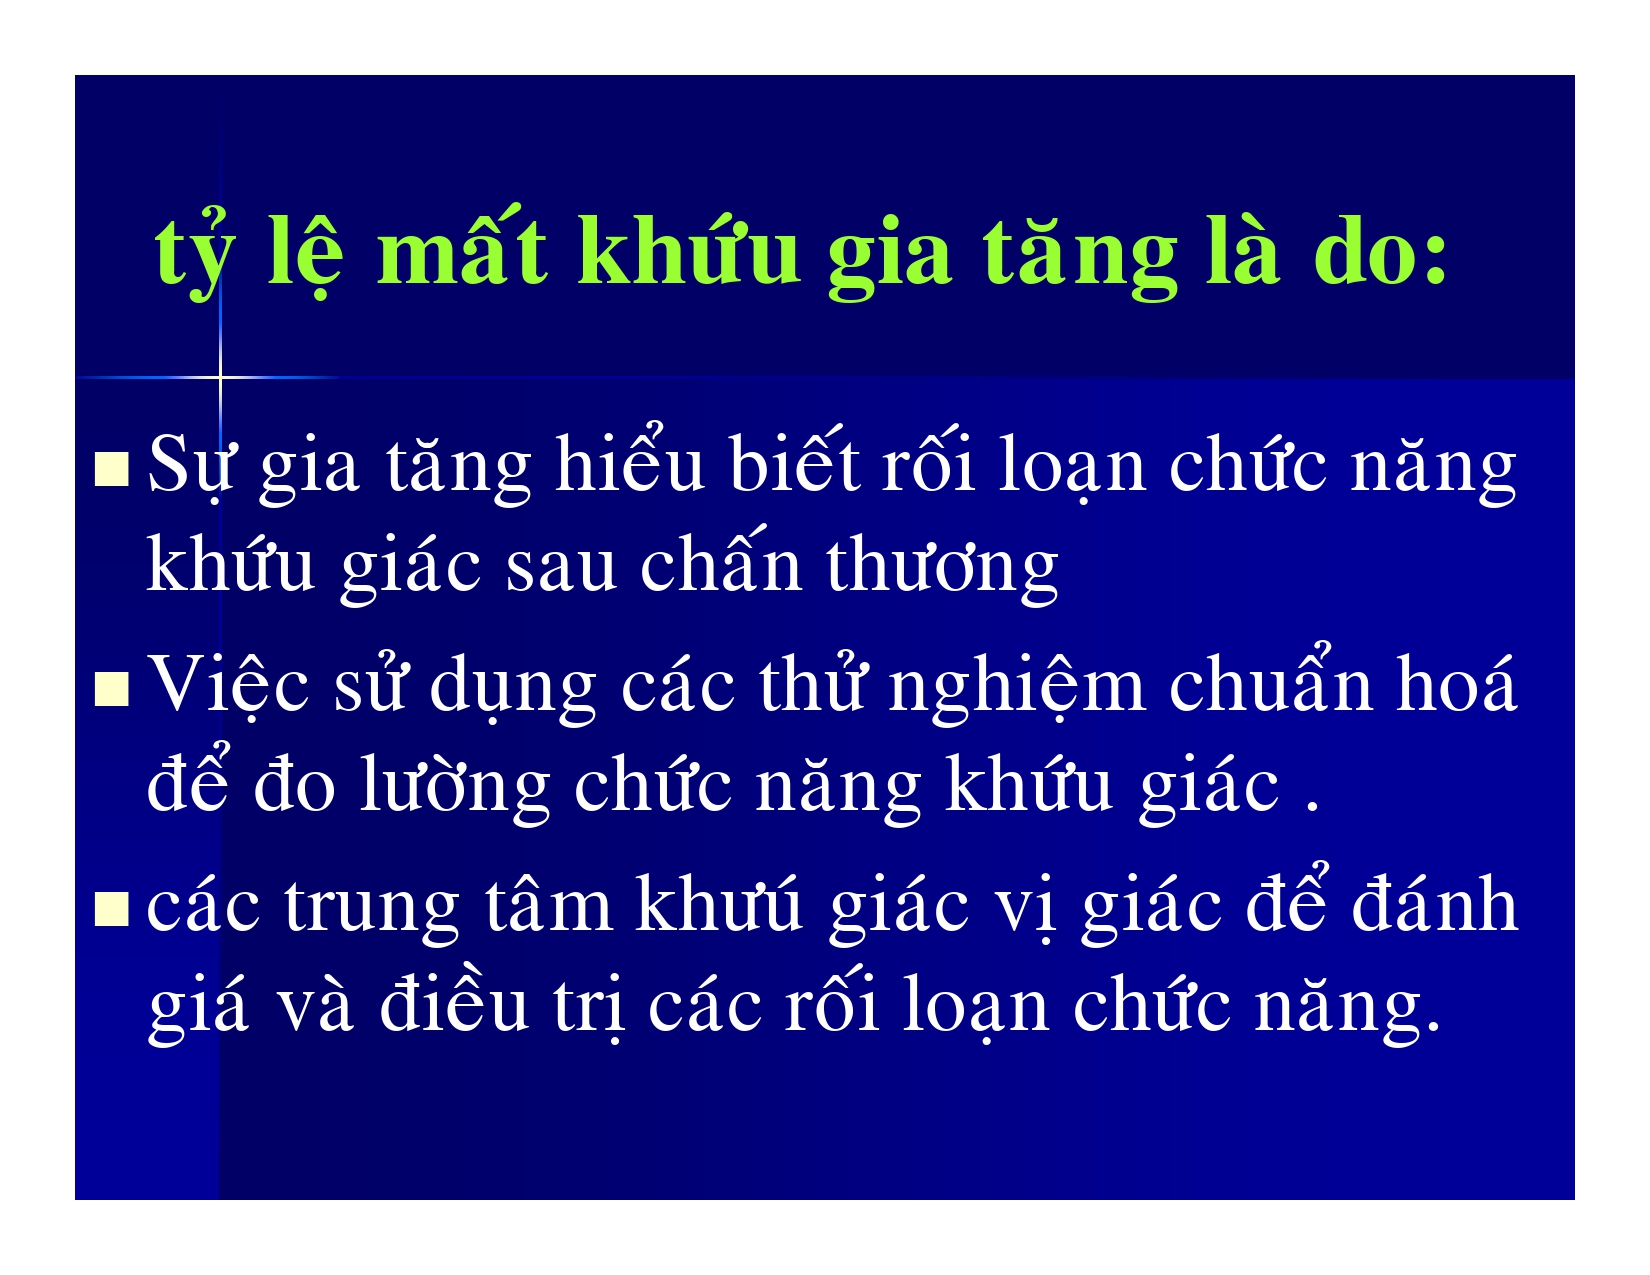 tỷ lệ mất khứu gia tăng là do:
Sự gia tăng hiểu biết rối loạn chức năng
khứu giác sau chấn thương
Việc sử dụng các thử nghiệm chuẩn hoá
để đo lường chức năng khứu giác .
các trung tâm khưú giác vị giác để đánh
giá và điều trị các rối loạn chức năng.